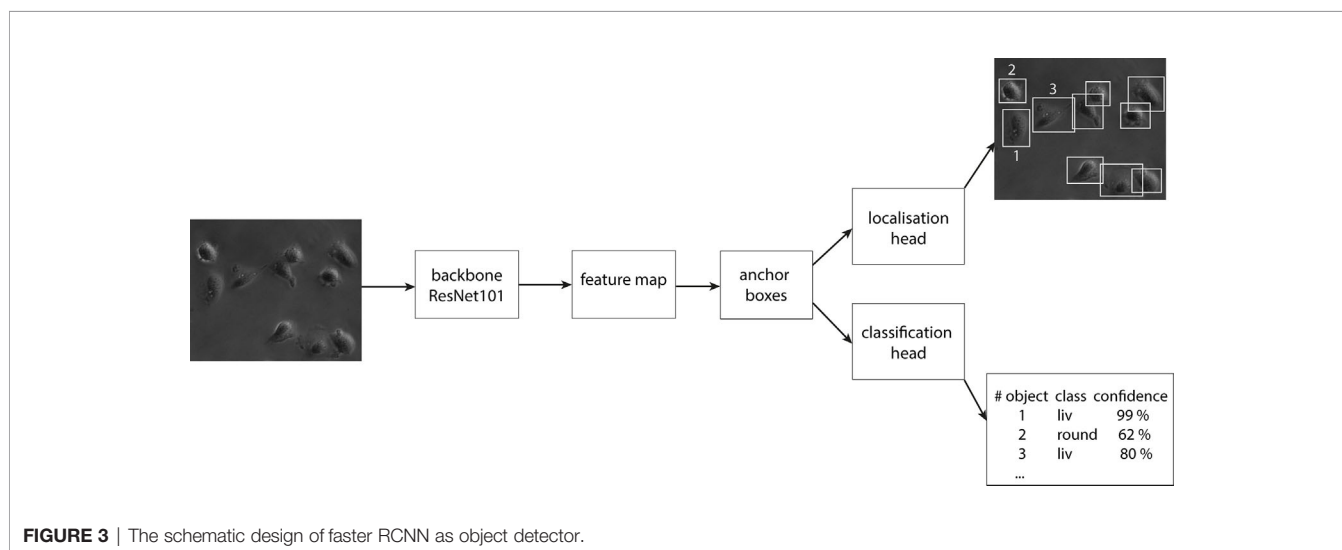 2
3
1
localisation
head
backbone
ResNet101
feature map
anchor
boxes
classification
head
# object class confidence
1 liv 99 %
2 round 62 %
3 liv 80 %
...
FIGURE 3 | The schematic design of faster RCNN as object detector.